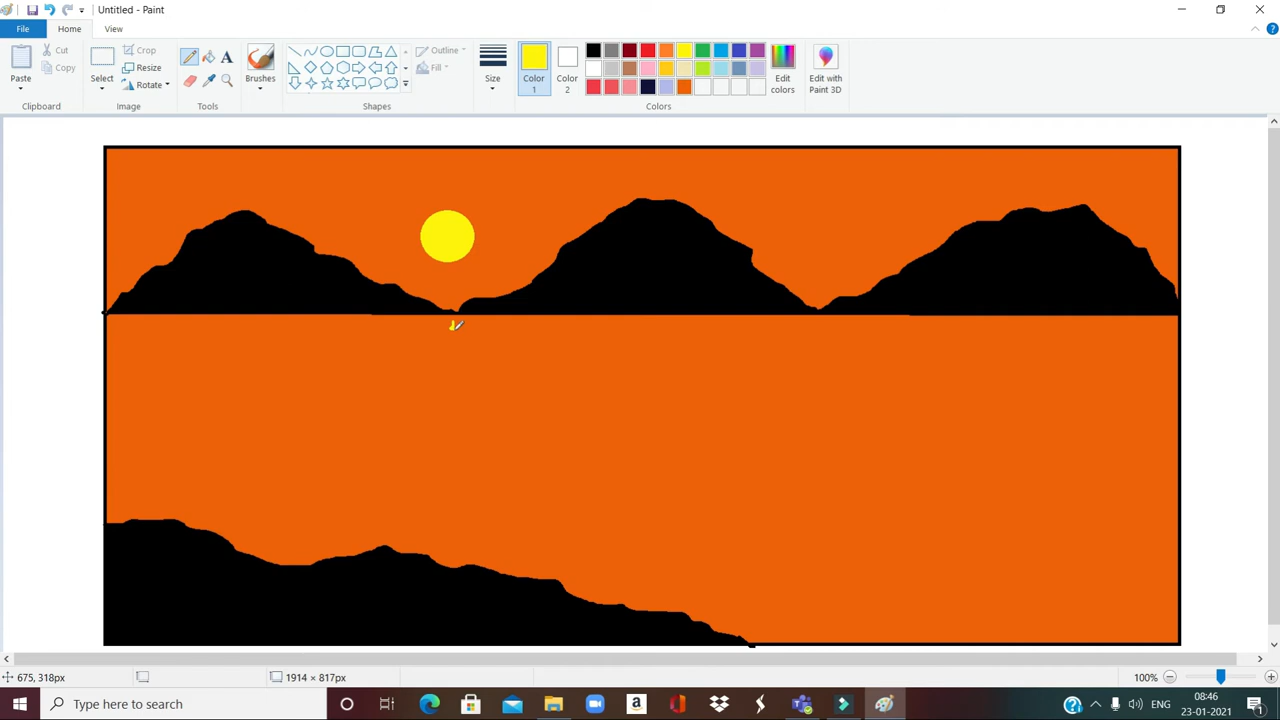 Untitled - Paint
File
Home
View
Paste
Cut
Copy
Clipboard
Select
Crop
Resize
Rotate
Image
A
Tools
Brushes
Shapes
Outline
Fill
Size
Color
1
Color
2
Colors
Edit
colors
Edit with
Paint 3D
675, 318px
1914 × 817px
100%
Type here to search
ENG
08:46
23-01-2021